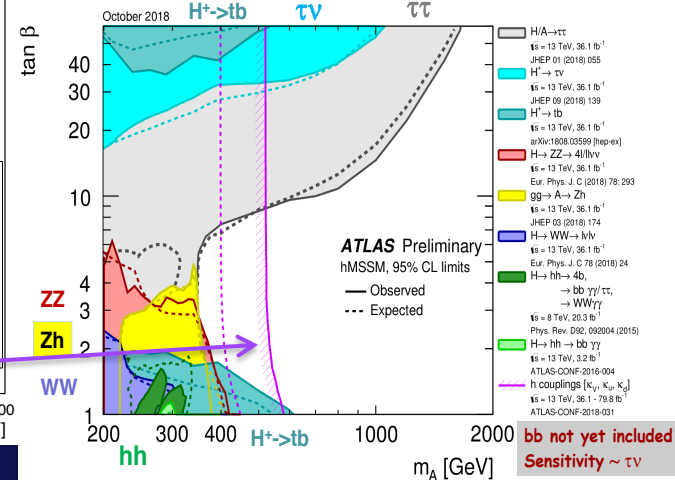 October 2018
H⁺->tb
τν
ττ
tan β
40
30
20
10
4
3
2
1
ZZ
Zh
WW
hh
ATLAS Preliminary
hMSSM, 95% CL limits
Observed
Expected
200
300
400
1000
2000
H⁺->tb
m_A [GeV]
00
]
H/A→ττ
√s = 13 TeV, 36.1 fb⁻¹
JHEP 01 (2018) 055
H⁺→ τν
√s = 13 TeV, 36.1 fb⁻¹
JHEP 09 (2018) 139
H⁺→tb
√s = 13 TeV, 36.1 fb⁻¹
arXiv:1808.03599 [hep-ex]
H→ ZZ→ 4l/llνν
√s = 13 TeV, 36.1 fb⁻¹
Eur. Phys. J. C (2018) 78: 293
gg→ A→ Zh
√s = 13 TeV, 36.1 fb⁻¹
JHEP 03 (2018) 174
H→ WW→ lνlν
√s = 13 TeV, 36.1 fb⁻¹
Eur. Phys. J. C 78 (2018) 24
H→ hh→ 4b,
→ bb γγ/ττ,
→ WWγγ
√s = 8 TeV, 20.3 fb⁻¹
Phys. Rev. D92, 092004 (2015)
H→ hh → bb γγ
√s = 13 TeV, 3.2 fb⁻¹
ATLAS-CONF-2016-004
h couplings [κ_V, κ_u, κ_d]
√s = 13 TeV, 36.1 - 79.8 fb⁻¹
ATLAS-CONF-2018-031
bb not yet included
Sensitivity ~ τν